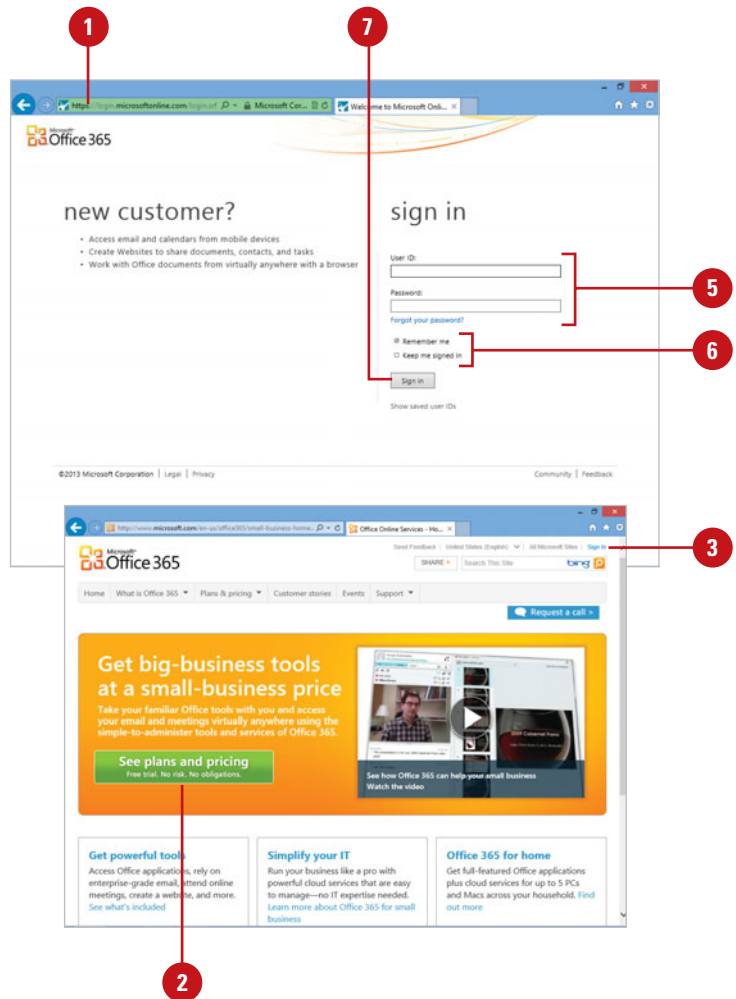 1
7
https://login.microsoftonline.com/login.srf
Microsoft Cor...
Welcome to Microsoft Onli...
Microsoft
Office 365
new customer?
• Access email and calendars from mobile devices
• Create Websites to share documents, contacts, and tasks
• Work with Office documents from virtually anywhere with a browser
sign in
User ID:
Password:
Forgot your password?
5
Remember me
Keep me signed in
6
Sign in
Show saved user IDs
©2013 Microsoft Corporation | Legal | Privacy
Community | Feedback
http://www.microsoft.com/en-us/office365/small-business-home.
Office Online Services - Ho...
Send Feedback | United States (English) | All Microsoft Sites | Sign in
3
Microsoft
Office 365
SHARE
Search This Site
bing
Home What is Office 365 Plans & pricing Customer stories Events Support
Request a call >
Get big-business tools
at a small-business price
Take your familiar Office tools with you and access
your email and meetings virtually anywhere using the
simple-to-administer tools and services of Office 365.
See plans and pricing
Free trial. No risk. No obligations.
See how Office 365 can help your small business
Watch the video
Get powerful tools
Access Office applications, rely on
enterprise-grade email, attend online
meetings, create a website, and more.
See what's included
Simplify your IT
Run your business like a pro with
powerful cloud services that are easy
to manage—no IT expertise needed.
Learn more about Office 365 for small
business
Office 365 for home
Get full-featured Office applications
plus cloud services for up to 5 PCs
and Macs across your household. Find
out more
2